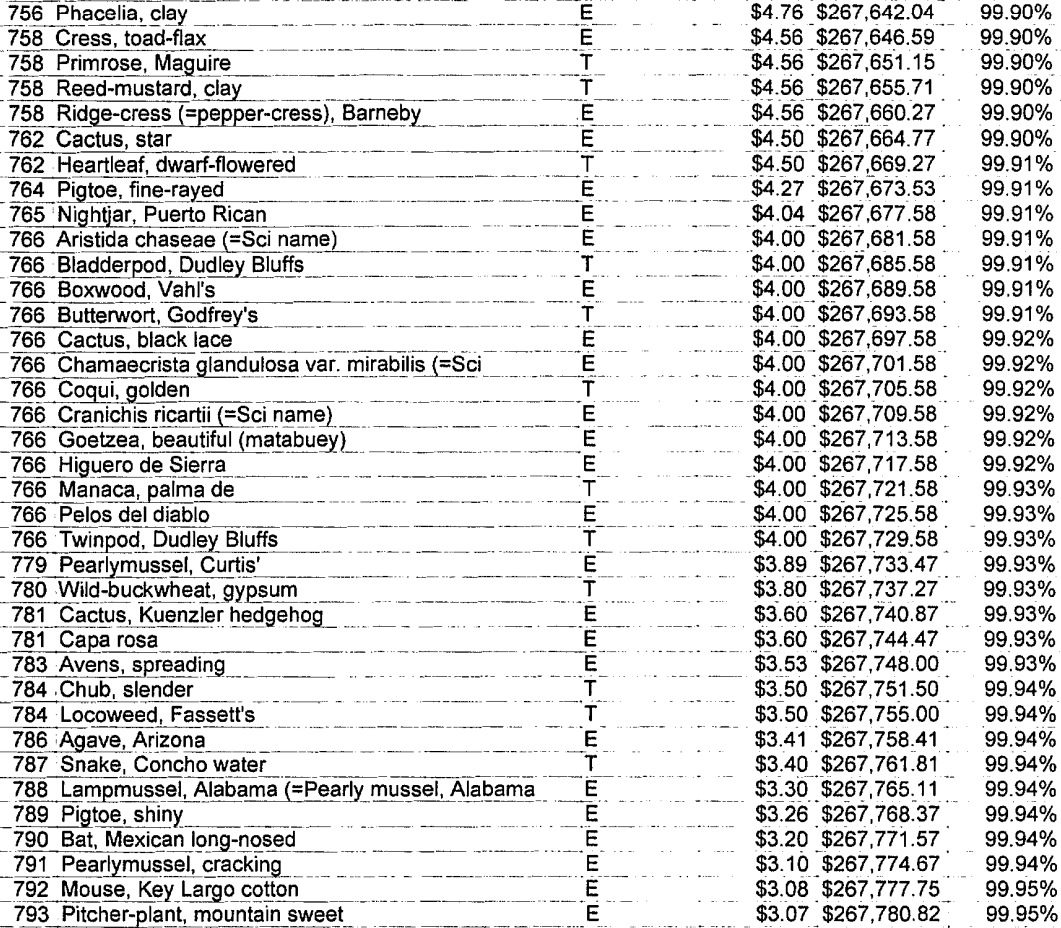 756 Phacelia, clay E $4.76 $267,642.04 99.90%
758 Cress, toad-flax E $4.56 $267,646.59 99.90%
758 Primrose, Maguire T $4.56 $267,651.15 99.90%
758 Reed-mustard, clay T $4.56 $267,655.71 99.90%
758 Ridge-cress (=pepper-cress), Barneby E $4.56 $267,660.27 99.90%
762 Cactus, star E $4.50 $267,664.77 99.90%
762 Heartleaf, dwarf-flowered T $4.50 $267,669.27 99.91%
764 Pigtoe, fine-rayed E $4.27 $267,673.53 99.91%
765 Nightjar, Puerto Rican E $4.04 $267,677.58 99.91%
766 Aristida chaseae (=Sci name) E $4.00 $267,681.58 99.91%
766 Bladderpod, Dudley Bluffs T $4.00 $267,685.58 99.91%
766 Boxwood, Vahl's E $4.00 $267,689.58 99.91%
766 Butterwort, Godfrey's T $4.00 $267,693.58 99.91%
766 Cactus, black lace E $4.00 $267,697.58 99.92%
766 Chamaecrista glandulosa var. mirabilis (=Sci E $4.00 $267,701.58 99.92%
766 Coqui, golden T $4.00 $267,705.58 99.92%
766 Cranichis ricartii (=Sci name) E $4.00 $267,709.58 99.92%
766 Goetzea, beautiful (matabuey) E $4.00 $267,713.58 99.92%
766 Higuero de Sierra E $4.00 $267,717.58 99.92%
766 Manaca, palma de T $4.00 $267,721.58 99.93%
766 Pelos del diablo E $4.00 $267,725.58 99.93%
766 Twinpod, Dudley Bluffs T $4.00 $267,729.58 99.93%
779 Pearlymussel, Curtis' E $3.89 $267,733.47 99.93%
780 Wild-buckwheat, gypsum T $3.80 $267,737.27 99.93%
781 Cactus, Kuenzler hedgehog E $3.60 $267,740.87 99.93%
781 Capa rosa E $3.60 $267,744.47 99.93%
783 Avens, spreading E $3.53 $267,748.00 99.93%
784 Chub, slender T $3.50 $267,751.50 99.94%
784 Locoweed, Fassett's T $3.50 $267,755.00 99.94%
786 Agave, Arizona E $3.41 $267,758.41 99.94%
787 Snake, Concho water T $3.40 $267,761.81 99.94%
788 Lampmussel, Alabama (=Pearly mussel, Alabama E $3.30 $267,765.11 99.94%
789 Pigtoe, shiny E $3.26 $267,768.37 99.94%
790 Bat, Mexican long-nosed E $3.20 $267,771.57 99.94%
791 Pearlymussel, cracking E $3.10 $267,774.67 99.94%
792 Mouse, Key Largo cotton E $3.08 $267,777.75 99.95%
793 Pitcher-plant, mountain sweet E $3.07 $267,780.82 99.95%